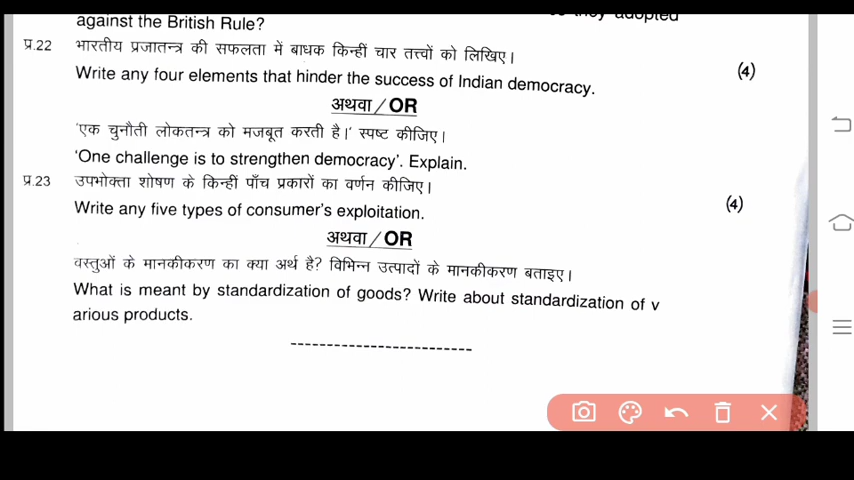 against the British Rule? they adopted
प्र.22 भारतीय प्रजातन्त्र की सफलता में बाधक किन्हीं चार तत्त्वों को लिखिए।
Write any four elements that hinder the success of Indian democracy. (4)
अथवा / OR
'एक चुनौती लोकतन्त्र को मजबूत करती है।' स्पष्ट कीजिए।
'One challenge is to strengthen democracy'. Explain.
प्र.23 उपभोक्ता शोषण के किन्हीं पाँच प्रकारों का वर्णन कीजिए।
Write any five types of consumer's exploitation. (4)
अथवा / OR
वस्तुओं के मानकीकरण का क्या अर्थ है? विभिन्न उत्पादों के मानकीकरण बताइए।
What is meant by standardization of goods? Write about standardization of v
arious products.